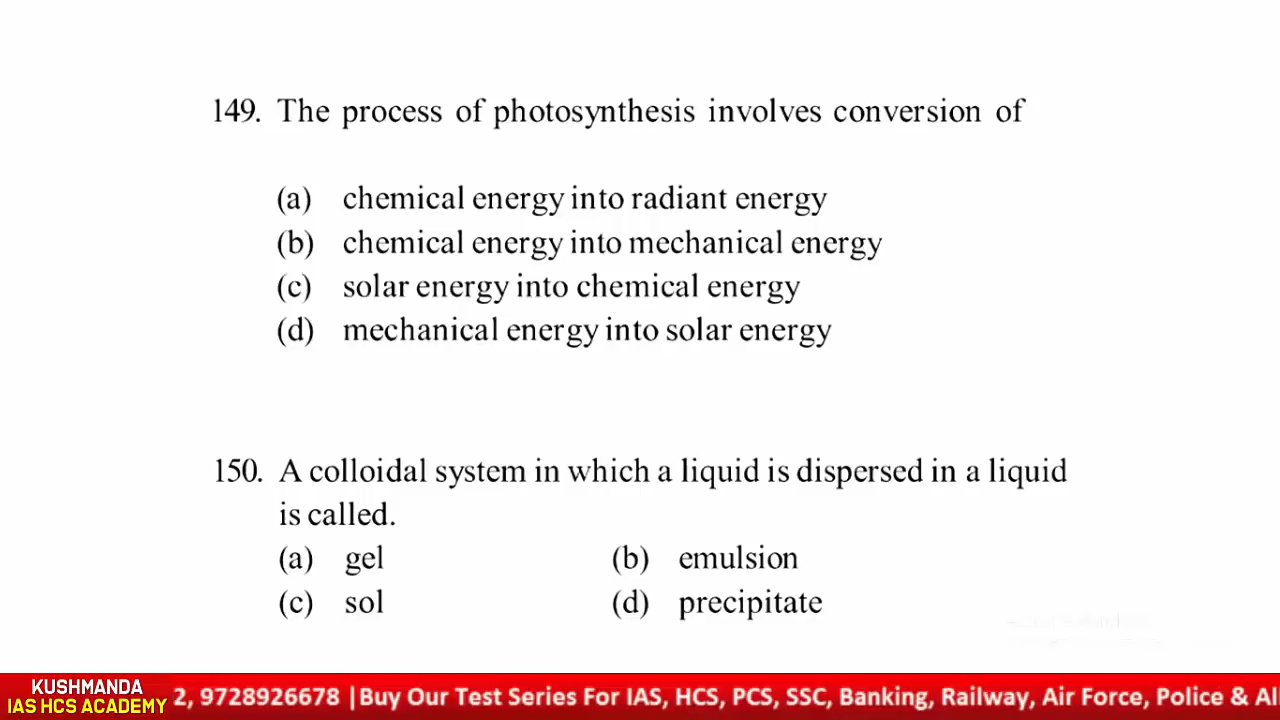 149. The process of photosynthesis involves conversion of
(a) chemical energy into radiant energy
(b) chemical energy into mechanical energy
(c) solar energy into chemical energy
(d) mechanical energy into solar energy
150. A colloidal system in which a liquid is dispersed in a liquid
is called.
(a) gel (b) emulsion
(c) sol (d) precipitate
KUSHMANDA
IAS HCS ACADEMY
2, 9728926678 |Buy Our Test Series For IAS, HCS, PCS, SSC, Banking, Railway, Air Force, Police & Al